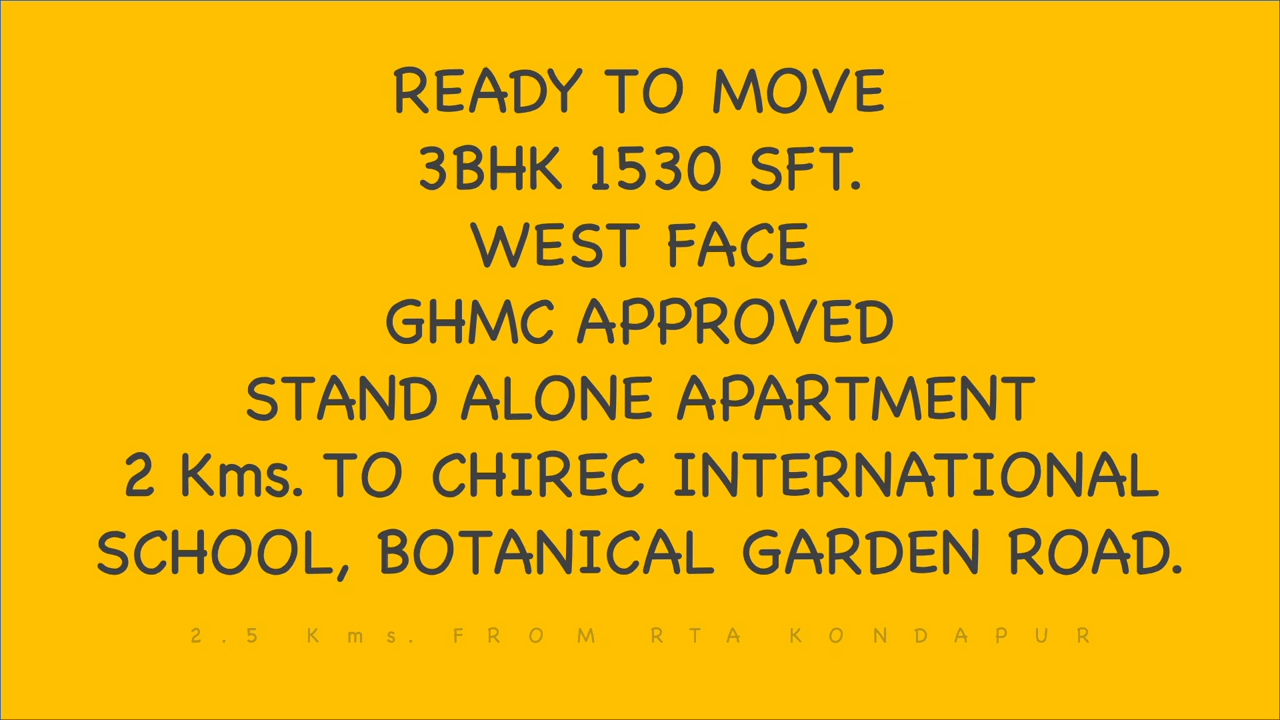 READY TO MOVE
3BHK 1530 SFT.
WEST FACE
GHMC APPROVED
STAND ALONE APARTMENT
2 Kms. TO CHIREC INTERNATIONAL
SCHOOL, BOTANICAL GARDEN ROAD.
2.5 Kms. FROM RTA KONDAPUR